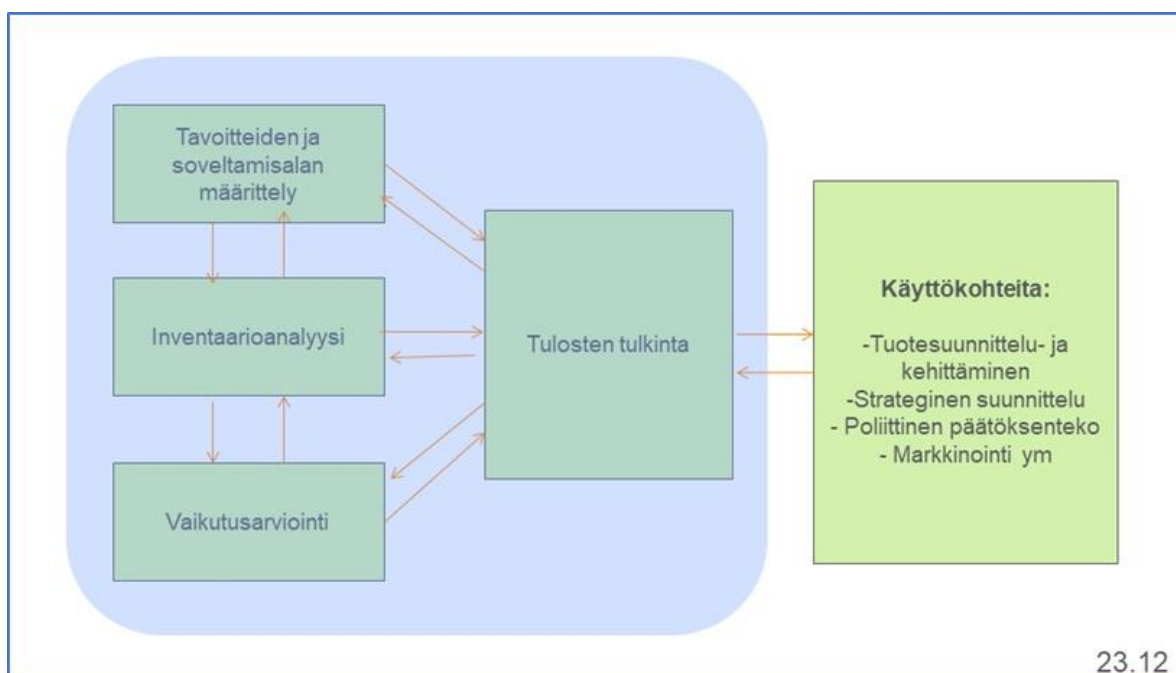 Tavoitteiden ja
soveltamisalan
määrittely
Inventaarioanalyysi
Vaikutusarviointi
Tulosten tulkinta
Käyttökohteita:
-Tuotesuunnittelu- ja
kehittäminen
-Strateginen suunnittelu
- Poliittinen päätöksenteko
- Markkinointi ym
23.12